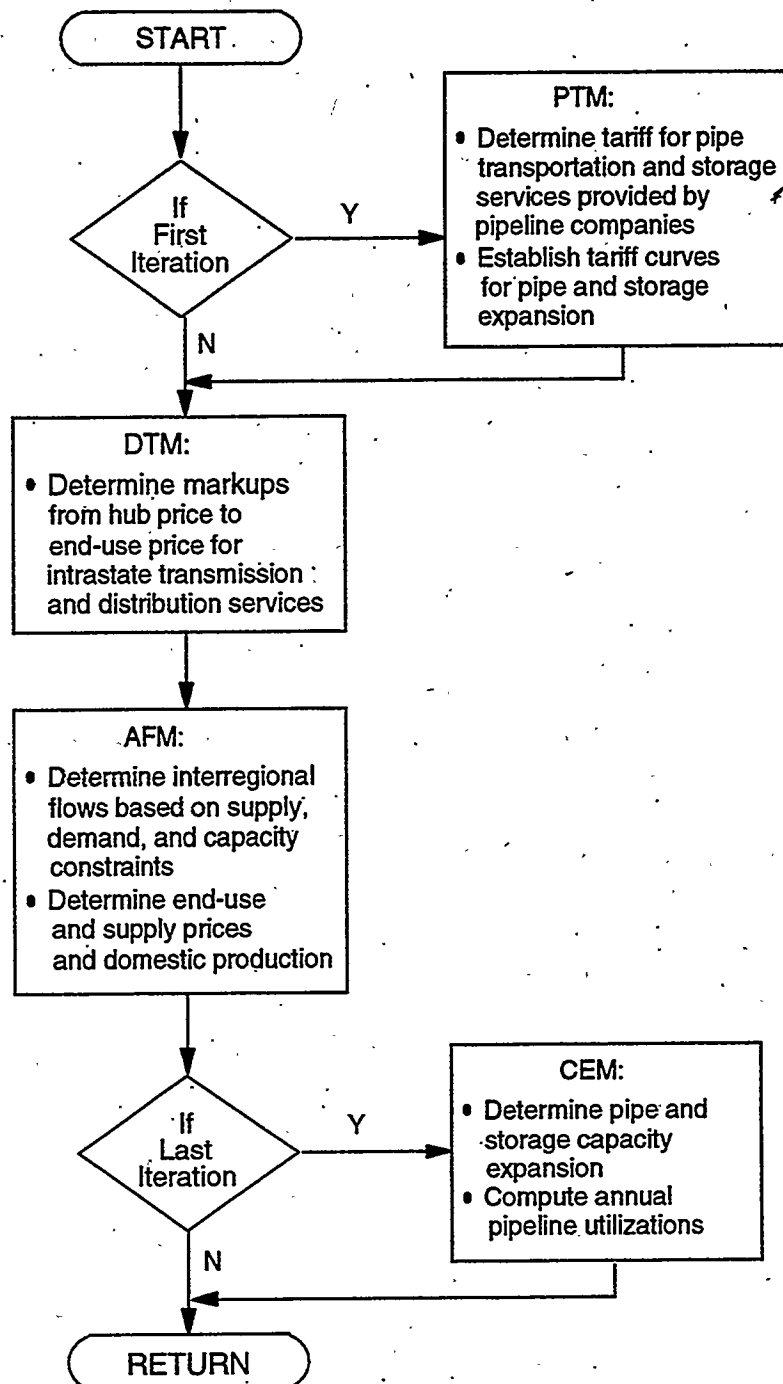 START
If
First
Iteration
Y
PTM:
• Determine tariff for pipe
transportation and storage
services provided by
pipeline companies
• Establish tariff curves
for pipe and storage
expansion
N
DTM:
• Determine markups
from hub price to
end-use price for
intrastate transmission
and distribution services
AFM:
• Determine interregional
flows based on supply,
demand, and capacity
constraints
• Determine end-use
and supply prices
and domestic production
If
Last
Iteration
Y
CEM:
• Determine pipe and
storage capacity
expansion
• Compute annual
pipeline utilizations
N
RETURN